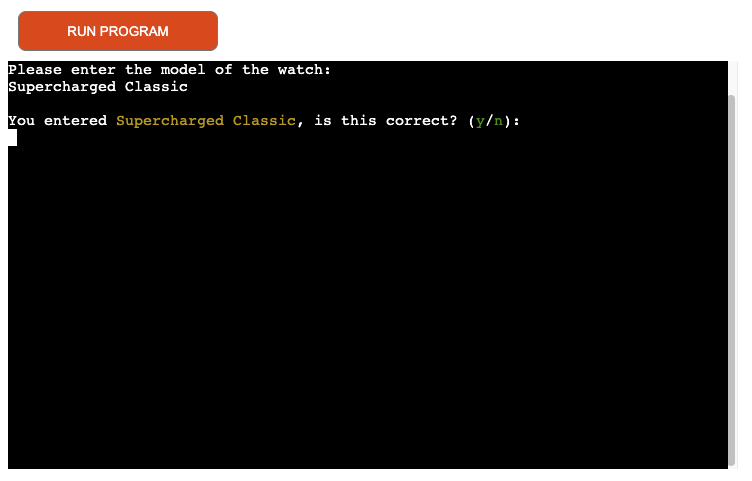 RUN PROGRAM
Please enter the model of the watch:
Supercharged Classic
You entered Supercharged Classic, is this correct? (y/n):